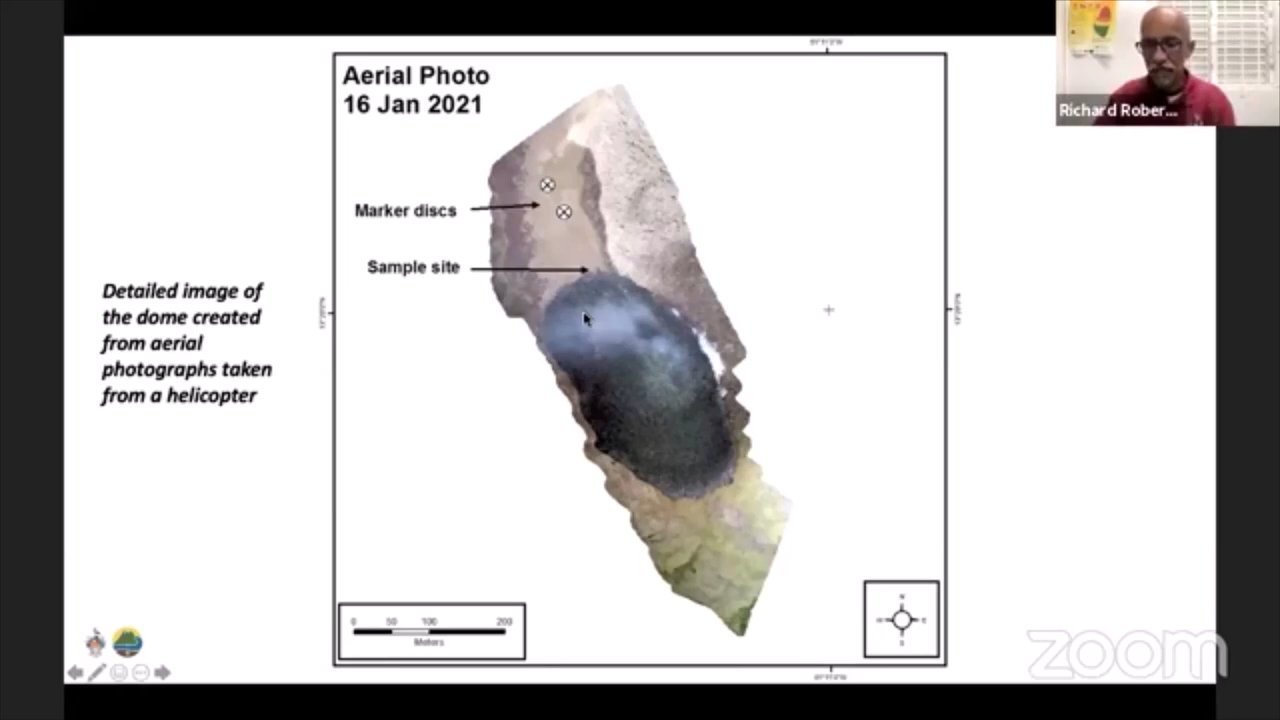 Aerial Photo
16 Jan 2021
Marker discs
Sample site
Detailed image of
the dome created
from aerial
photographs taken
from a helicopter
0 50 100 200
Meters
N
S
Richard Rober...
zoom